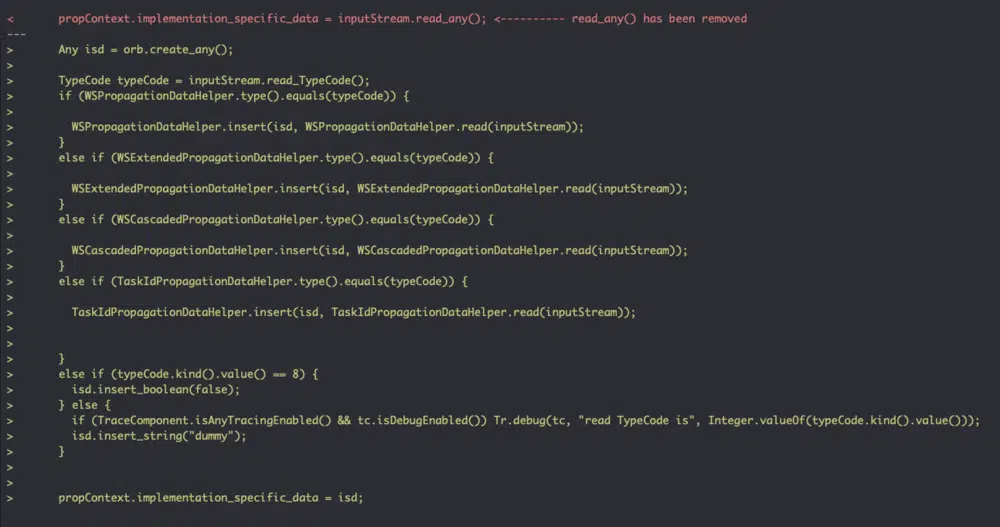 <      propContext.implementation_specific_data = inputStream.read_any(); <---------- read_any() has been removed
---
>      Any isd = orb.create_any();
>
>      TypeCode typeCode = inputStream.read_TypeCode();
>      if (WSPropagationDataHelper.type().equals(typeCode)) {
>
>        WSPropagationDataHelper.insert(isd, WSPropagationDataHelper.read(inputStream));
>      }
>      else if (WSExtendedPropagationDataHelper.type().equals(typeCode)) {
>
>        WSExtendedPropagationDataHelper.insert(isd, WSExtendedPropagationDataHelper.read(inputStream));
>      }
>      else if (WSCascadedPropagationDataHelper.type().equals(typeCode)) {
>
>        WSCascadedPropagationDataHelper.insert(isd, WSCascadedPropagationDataHelper.read(inputStream));
>      }
>      else if (TaskIdPropagationDataHelper.type().equals(typeCode)) {
>
>        TaskIdPropagationDataHelper.insert(isd, TaskIdPropagationDataHelper.read(inputStream));
>
>
>      }
>      else if (typeCode.kind().value() == 8) {
>        isd.insert_boolean(false);
>      } else {
>        if (TraceComponent.isAnyTracingEnabled() && tc.isDebugEnabled()) Tr.debug(tc, "read TypeCode is", Integer.valueOf(typeCode.kind().value()));
>        isd.insert_string("dummy");
>      }
>
>
>      propContext.implementation_specific_data = isd;